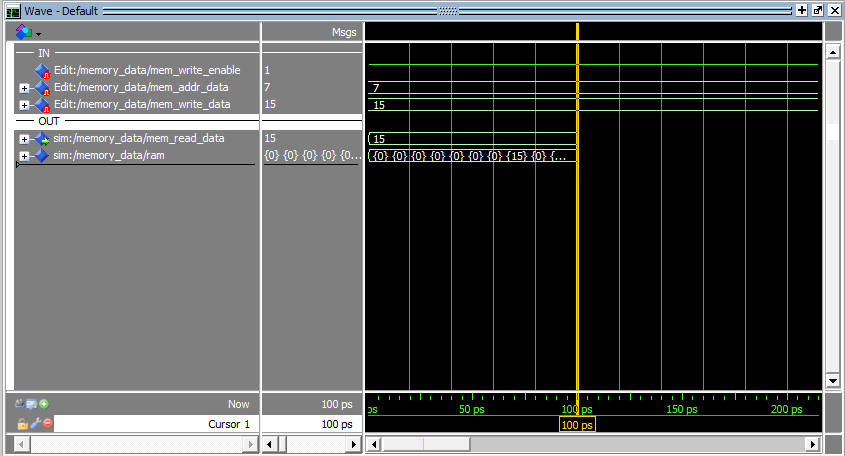 Wave - Default
Msgs
IN
Edit:/memory_data/mem_write_enable 1
Edit:/memory_data/mem_addr_data 7 7
Edit:/memory_data/mem_write_data 15 15
OUT
sim:/memory_data/mem_read_data 15 15
sim:/memory_data/ram {0} {0} {0} {0} {0... {0} {0} {0} {0} {0} {0} {0} {15} {0} {...
Now 100 ps ps 50 ps 100 ps 150 ps 200 ps
Cursor 1 100 ps 100 ps